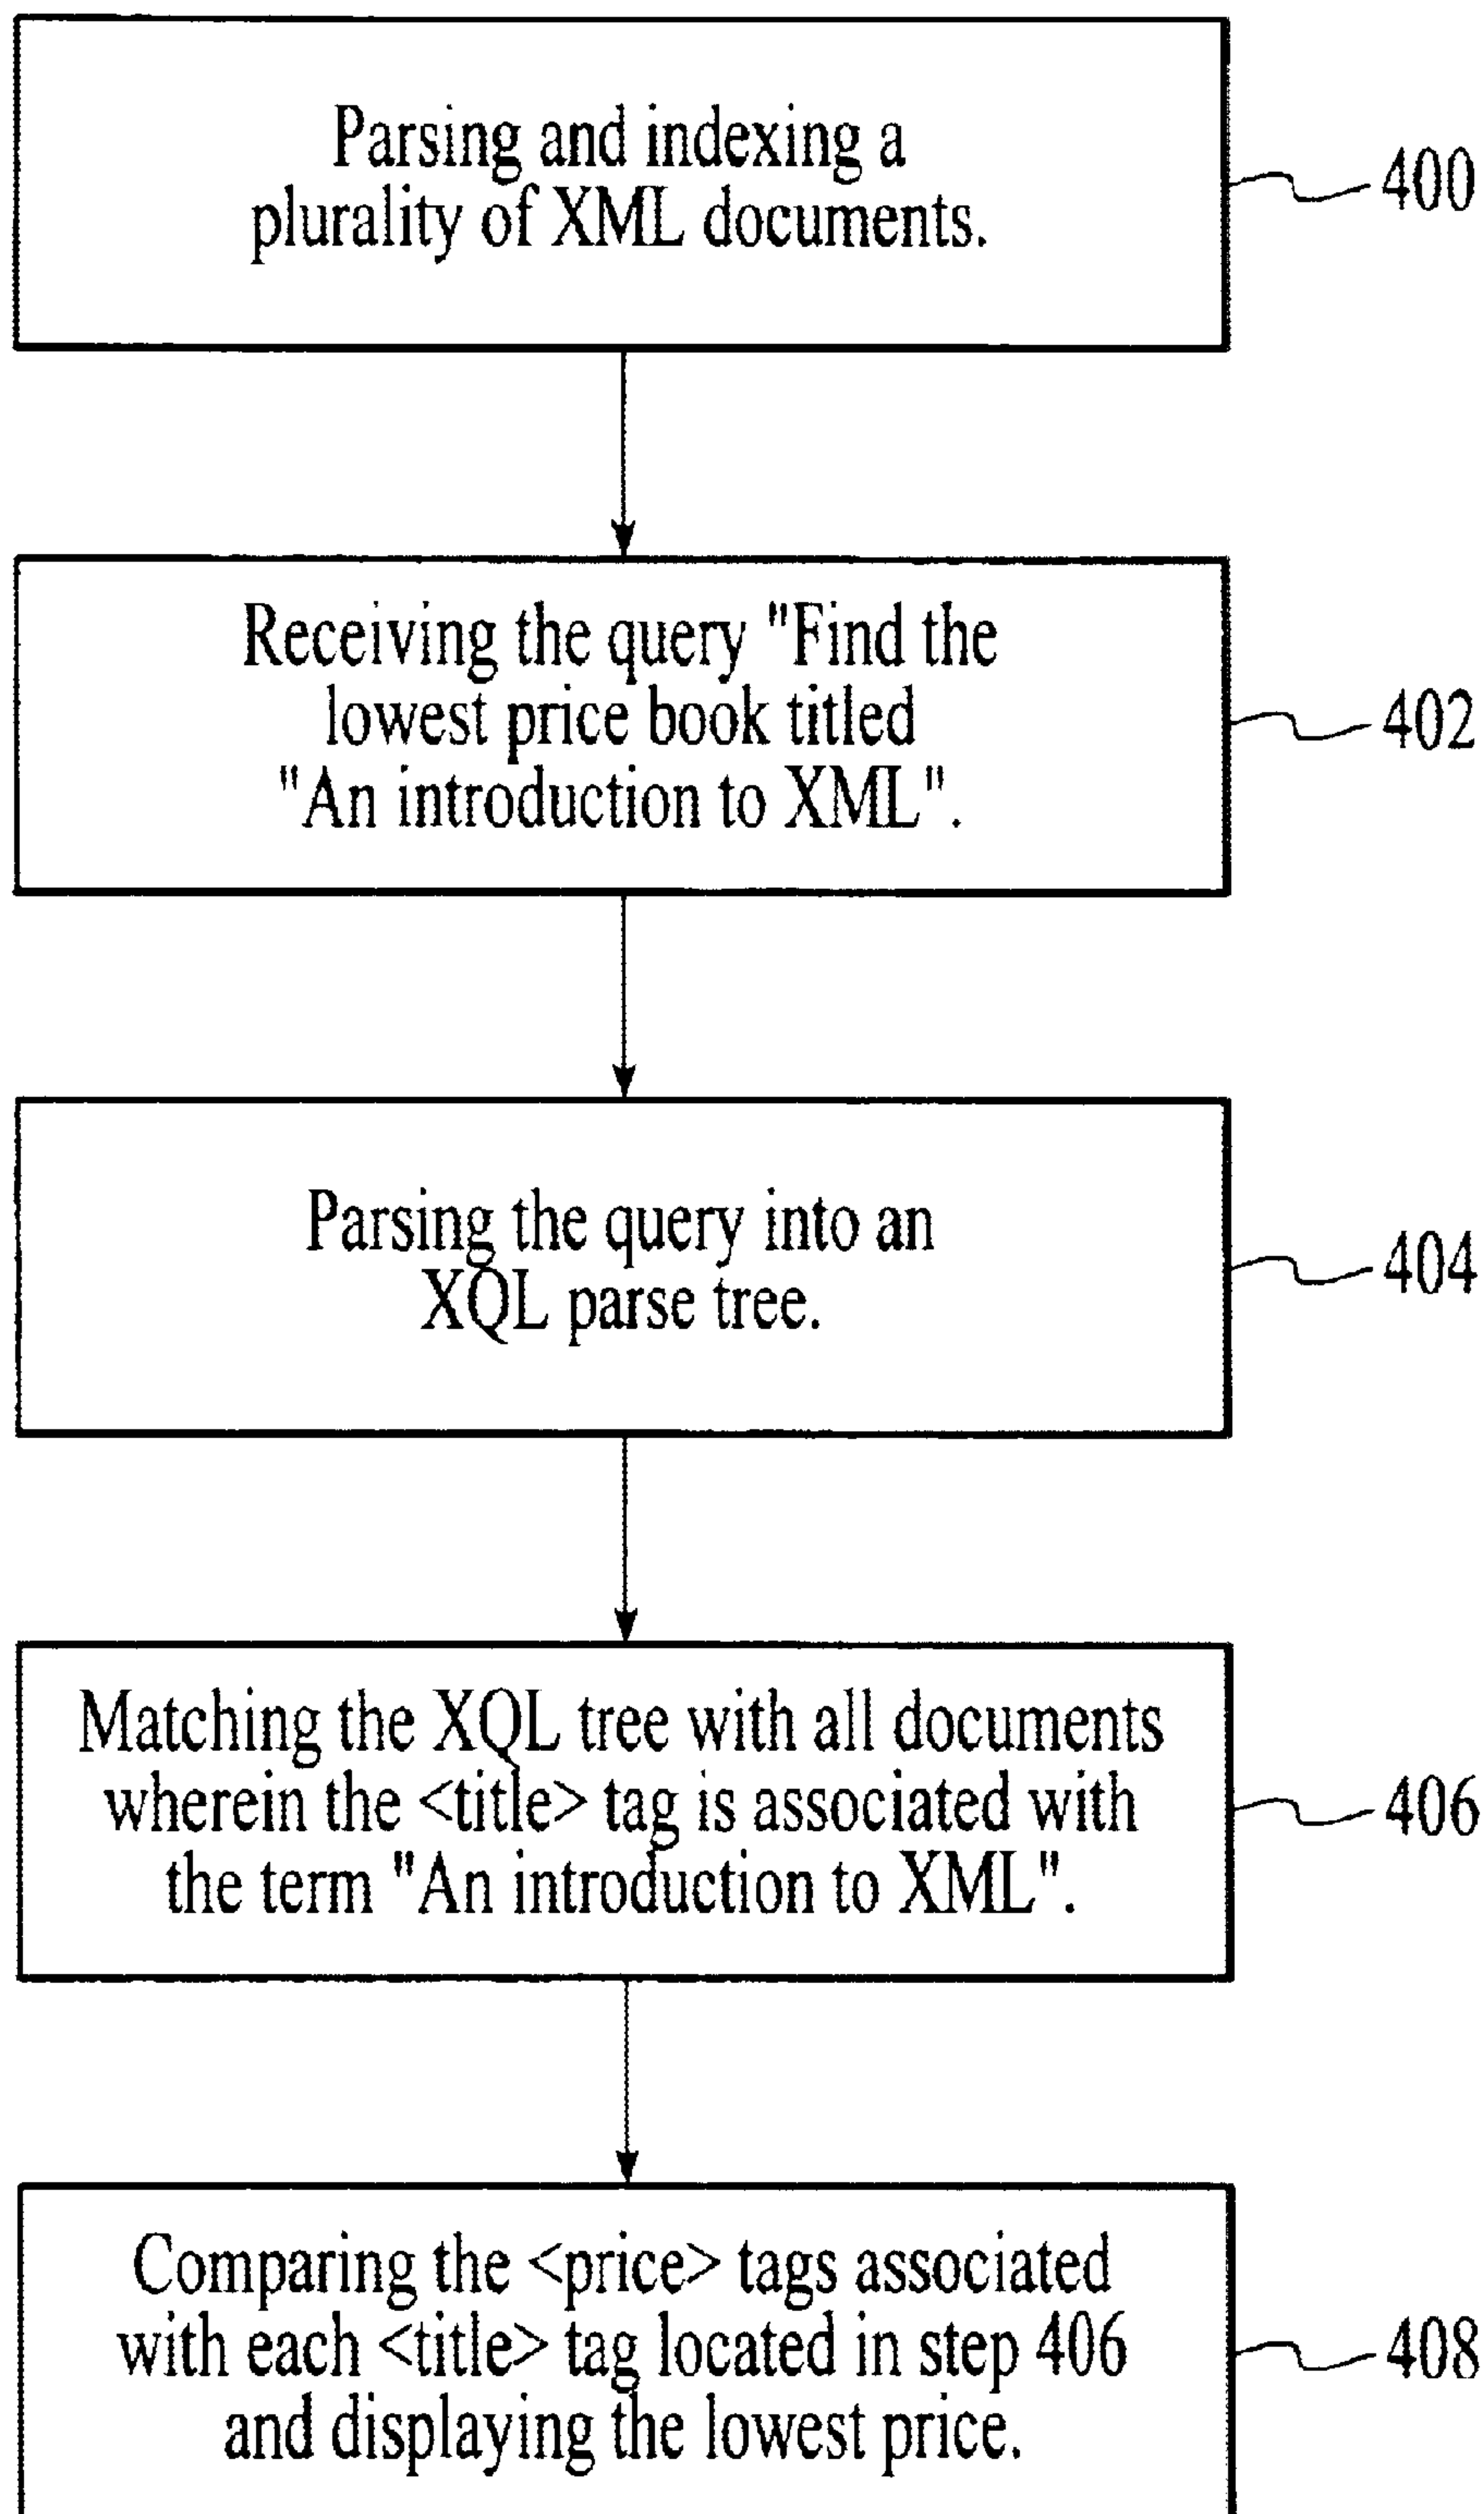 Parsing and indexing a
plurality of XML documents.
400
Receiving the query "Find the
lowest price book titled
"An introduction to XML".
402
Parsing the query into an
XQL parse tree.
404
Matching the XQL tree with all documents
wherein the <title> tag is associated with
the term "An introduction to XML".
406
Comparing the <price> tags associated
with each <title> tag located in step 406
and displaying the lowest price.
408